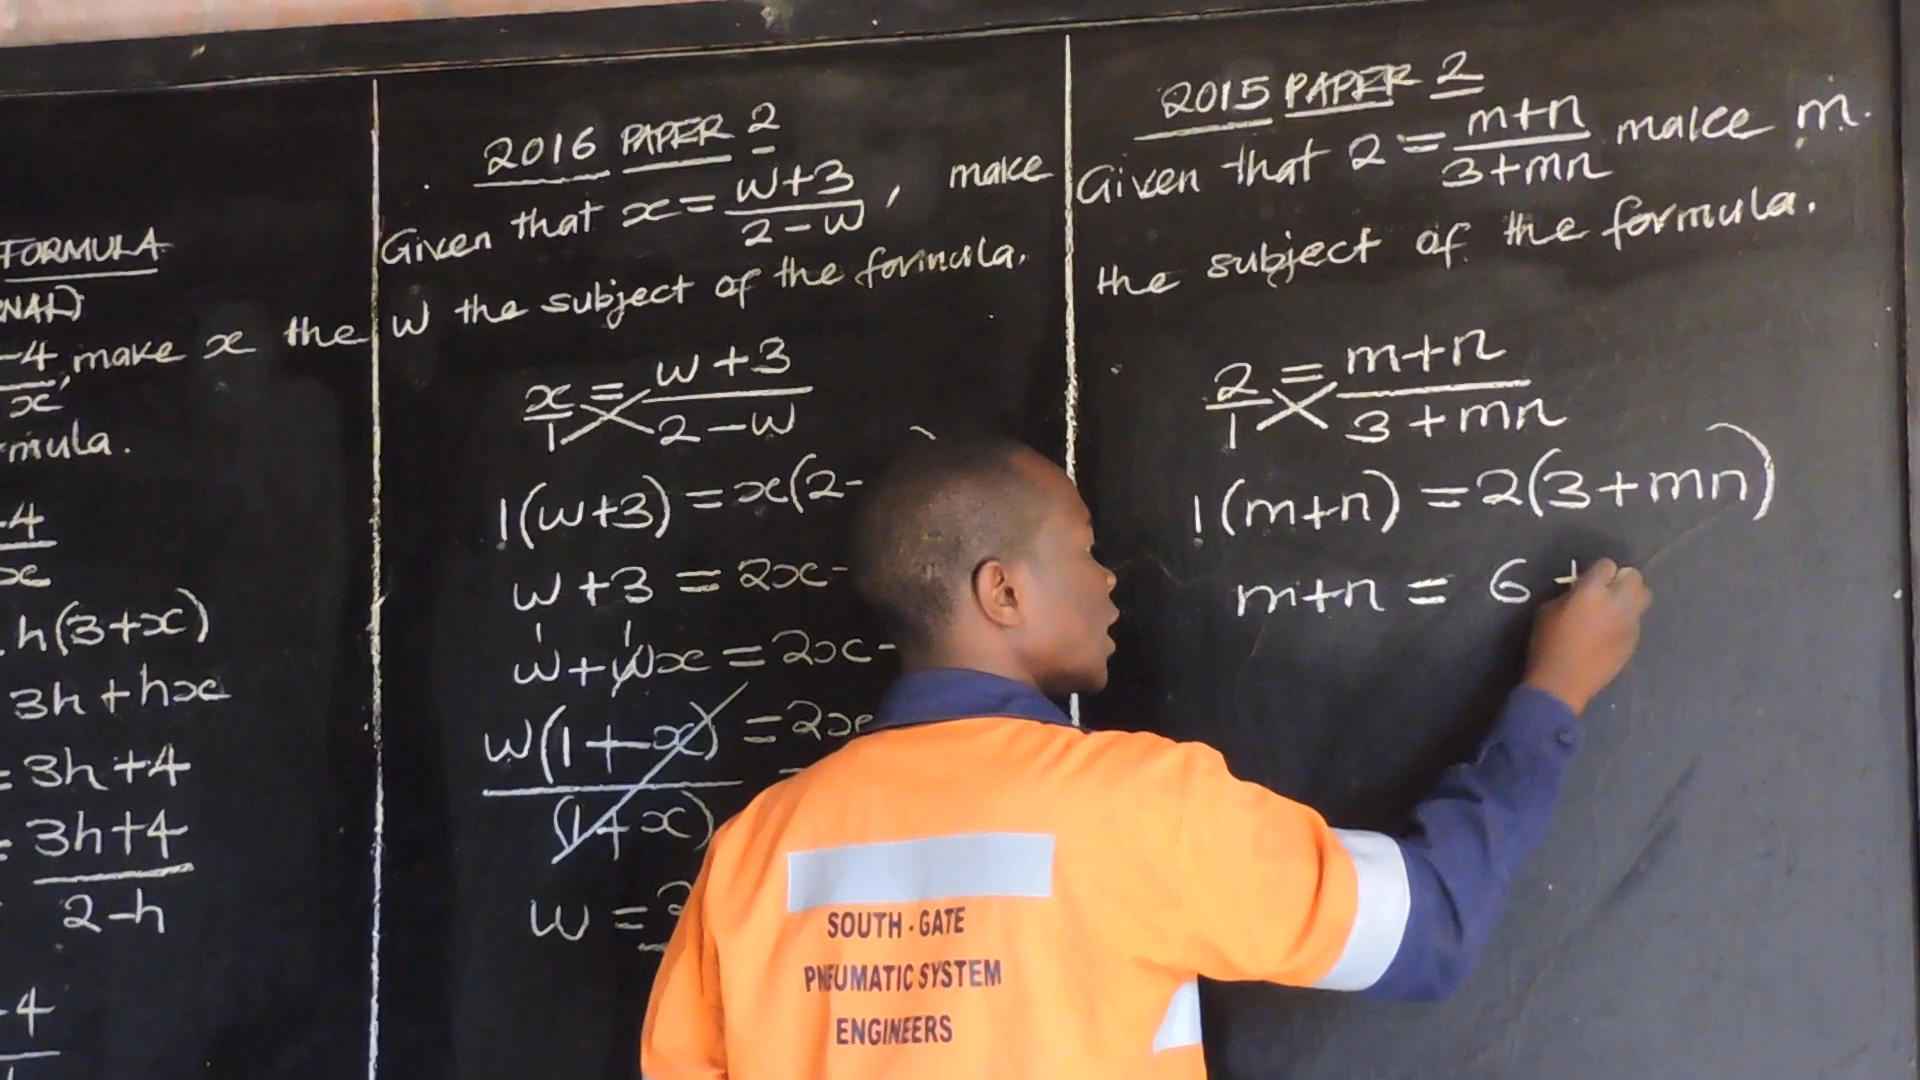 FORMULA
NAL)
-4
x, make x the
rmula.
-4
x
h(3+x)
3h+hx
= 3h+4
= 3h+4
2-h
-4
2016 PAPER 2
Given that x = w+3
2-w, make
w the subject of the formula.
x = w+3
1 2-w
1(w+3) = x(2-
w+3 = 2x-
w+wx = 2x-
w(1+x) = 2x
(1+x)
w =
2015 PAPER 2
Given that 2 = m+n
3+mn make m.
the subject of the formula.
2 = m+n
1 3+mn
1(m+n) = 2(3+mn)
m+n = 6 +
SOUTH-GATE
PNEUMATIC SYSTEM
ENGINEERS